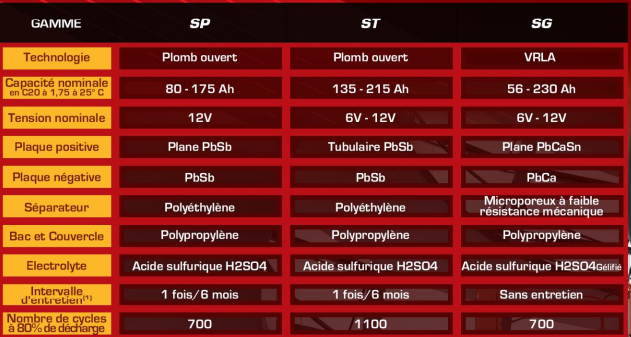 GAMME SP ST SG
Technologie Plomb ouvert Plomb ouvert VRLA
Capacité nominale
en C20 à 1,75 à 25° C 80 - 175 Ah 135 - 215 Ah 56 - 230 Ah
Tension nominale 12V 6V - 12V 6V - 12V
Plaque positive Plane PbSb Tubulaire PbSb Plane PbCaSn
Plaque négative PbSb PbSb PbCa
Séparateur Polyéthylène Polyéthylène Microporeux à faible
résistance mécanique
Bac et Couvercle Polypropylène Polypropylène Polypropylène
Electrolyte Acide sulfurique H2SO4 Acide sulfurique H2SO4 Acide sulfurique H2SO4 Gélifié
Intervalle
d'entretien(1) 1 fois/6 mois 1 fois/6 mois Sans entretien
Nombre de cycles
à 80% de décharge 700 1100 700